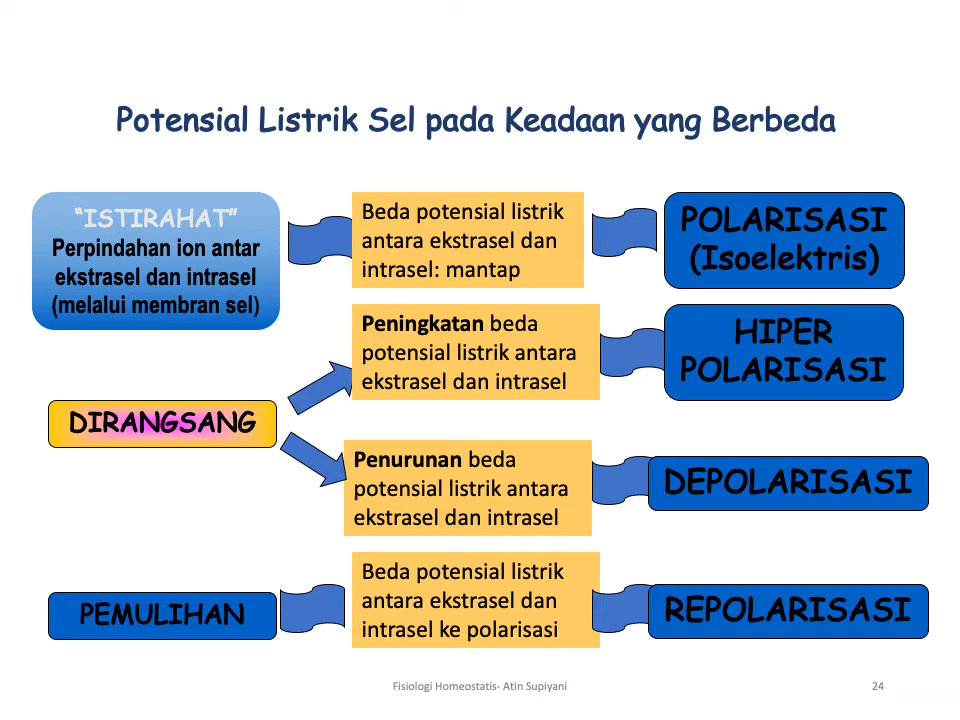 Potensial Listrik Sel pada Keadaan yang Berbeda
“ISTIRAHAT”
Perpindahan ion antar
ekstrasel dan intrasel
(melalui membran sel)
Beda potensial listrik
antara ekstrasel dan
intrasel: mantap
POLARISASI
(Isoelektris)
DIRANGSANG
Peningkatan beda
potensial listrik antara
ekstrasel dan intrasel
HIPER
POLARISASI
Penurunan beda
potensial listrik antara
ekstrasel dan intrasel
DEPOLARISASI
PEMULIHAN
Beda potensial listrik
antara ekstrasel dan
intrasel ke polarisasi
REPOLARISASI
Fisiologi Homeostatis- Atin Supiyani
24